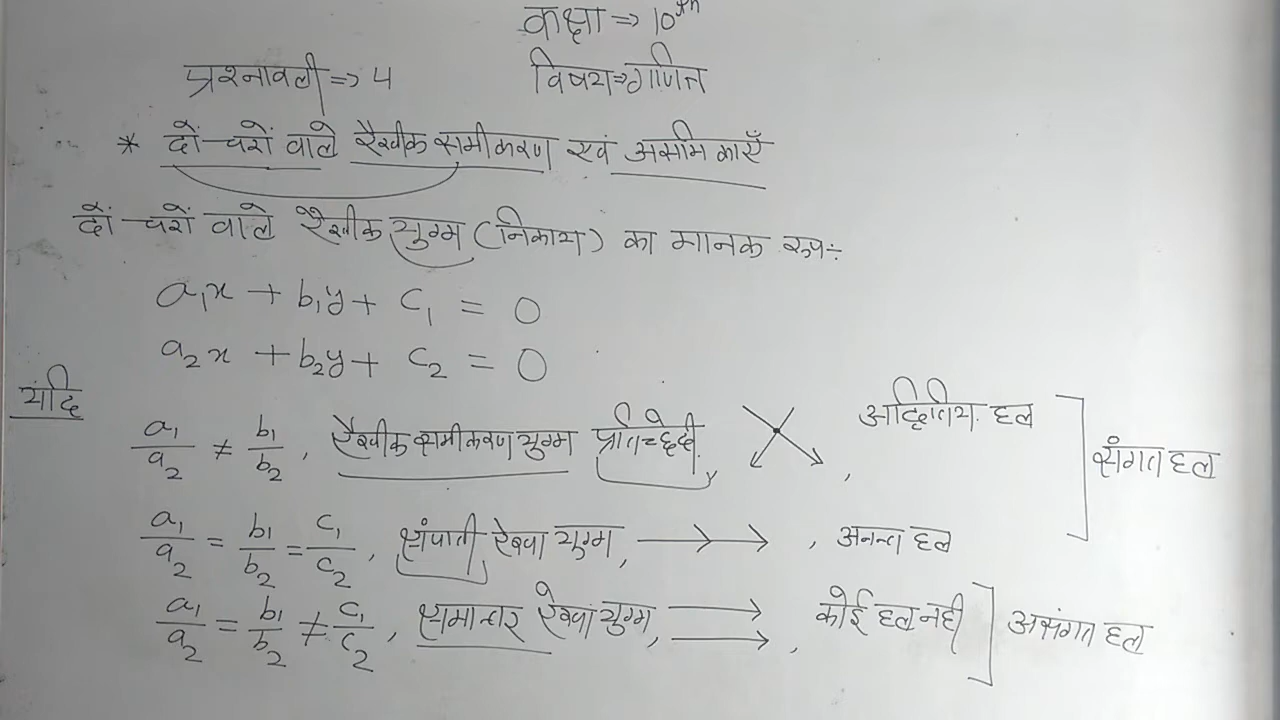 कक्षा => 10th
प्रश्नावली => 4 विषय => गणित
* दो चरों वाले रैखीक समीकरण एवं असमिकाएँ
दो चरों वाले रैखीक युग्म (निकाय) का मानक रुप :-
a₁x + b₁y + c₁ = 0
a₂x + b₂y + c₂ = 0
यदि
a₁/a₂ ≠ b₁/b₂, रैखीक समीकरण युग्म प्रतिच्छेदी, अद्वितिय हल
संगत हल
a₁/a₂ = b₁/b₂ = c₁/c₂, संपाती रेखा युग्म, अनन्त हल
a₁/a₂ = b₁/b₂ ≠ c₁/c₂, समान्तर रेखा युग्म, कोई हल नही
असंगत हल